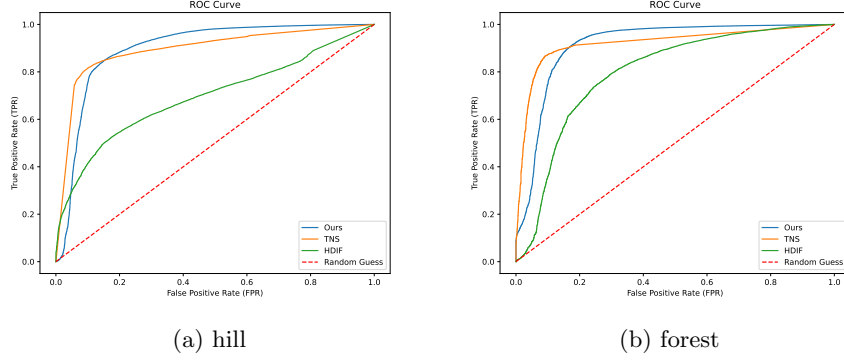 ROC Curve
True Positive Rate (TPR)
1.0
0.8
0.6
0.4
0.2
0.0
Ours
TNS
HDIF
Random Guess
0.0 0.2 0.4 0.6 0.8 1.0
False Positive Rate (FPR)
(a) hill
ROC Curve
True Positive Rate (TPR)
1.0
0.8
0.6
0.4
0.2
0.0
Ours
TNS
HDIF
Random Guess
0.0 0.2 0.4 0.6 0.8 1.0
False Positive Rate (FPR)
(b) forest